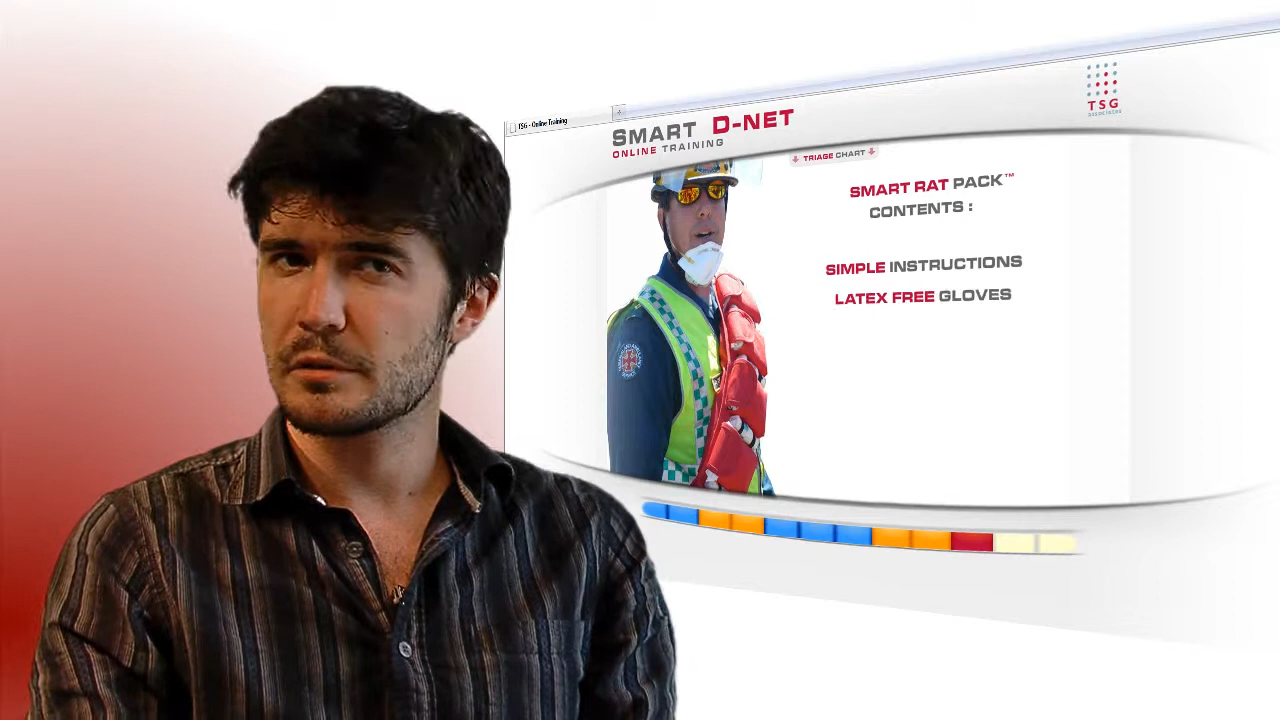 TSG - Online Training
SMART D-NET
ONLINE TRAINING
TSG
ASSOCIATES
TRIAGE CHART
SMART RAT PACK™
CONTENTS :
SIMPLE INSTRUCTIONS
LATEX FREE GLOVES